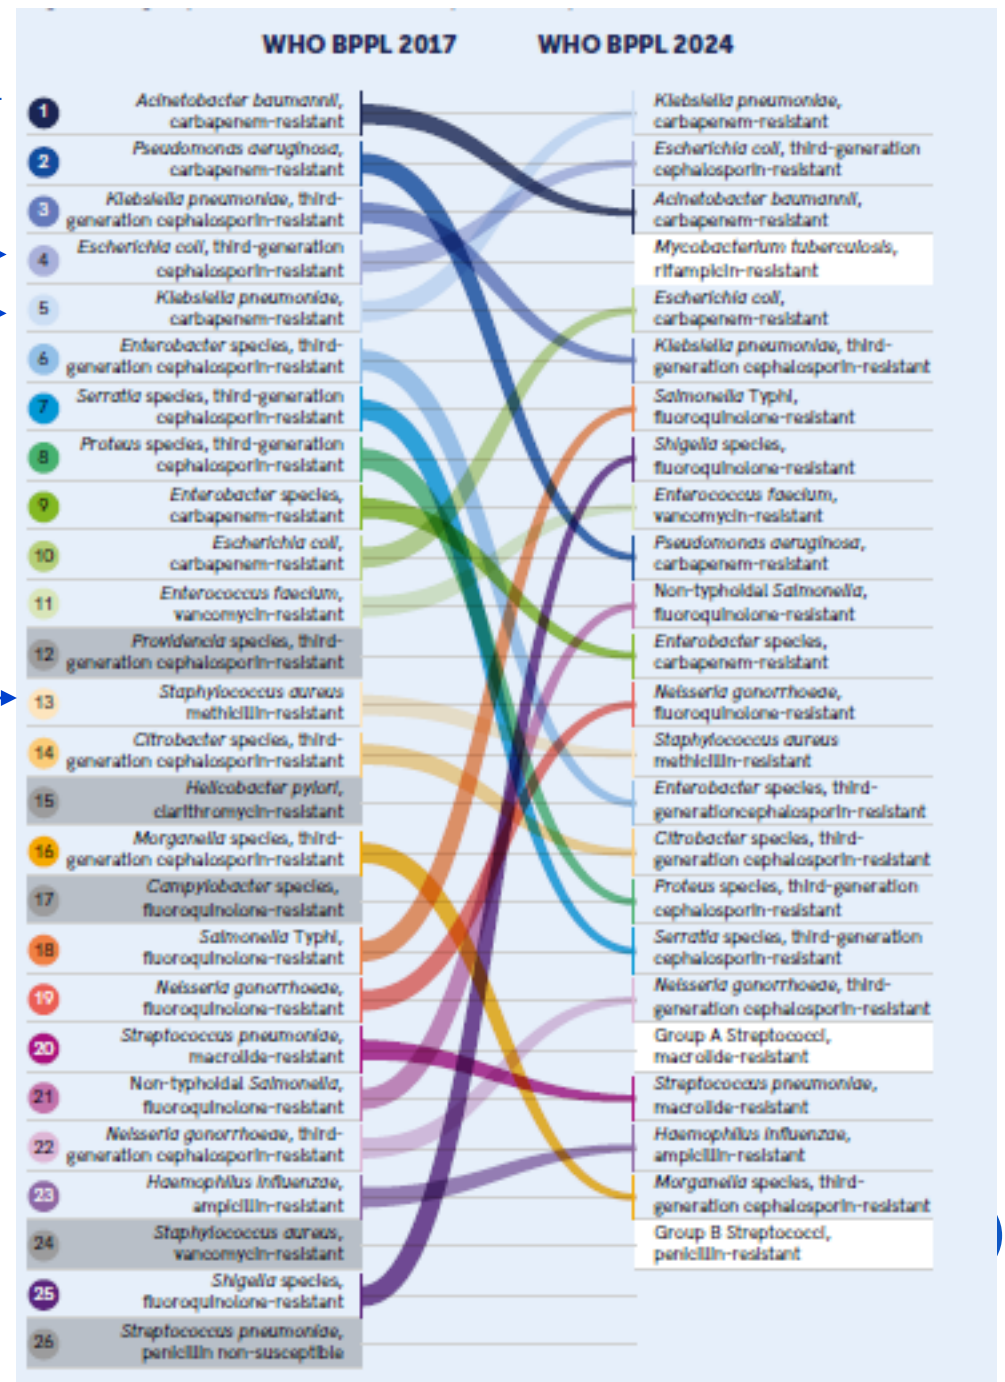 WHO BPPL 2017
WHO BPPL 2024
1
Acinetobacter baumannii,
carbapenem-resistant
2
Pseudomonas aeruginosa,
carbapenem-resistant
3
Klebsiella pneumoniae, third-
generation cephalosporin-resistant
4
Escherichia coli, third-generation
cephalosporin-resistant
5
Klebsiella pneumoniae,
carbapenem-resistant
6
Enterobacter species, third-
generation cephalosporin-resistant
7
Serratia species, third-generation
cephalosporin-resistant
8
Proteus species, third-generation
cephalosporin-resistant
9
Enterobacter species,
carbapenem-resistant
10
Escherichia coli,
carbapenem-resistant
11
Enterococcus faecium,
vancomycin-resistant
12
Providencia species, third-
generation cephalosporin-resistant
13
Staphylococcus aureus
methicillin-resistant
14
Citrobacter species, third-
generation cephalosporin-resistant
15
Helicobacter pylori,
clarithromycin-resistant
16
Morganella species, third-
generation cephalosporin-resistant
17
Campylobacter species,
fluoroquinolone-resistant
18
Salmonella Typhi,
fluoroquinolone-resistant
19
Neisseria gonorrhoeae,
fluoroquinolone-resistant
20
Streptococcus pneumoniae,
macrolide-resistant
21
Non-typhoidal Salmonella,
fluoroquinolone-resistant
22
Neisseria gonorrhoeae, third-
generation cephalosporin-resistant
23
Haemophilus influenzae,
ampicillin-resistant
24
Staphylococcus aureus,
vancomycin-resistant
25
Shigella species,
fluoroquinolone-resistant
26
Streptococcus pneumoniae,
penicillin non-susceptible
Klebsiella pneumoniae,
carbapenem-resistant
Escherichia coli, third-generation
cephalosporin-resistant
Acinetobacter baumannii,
carbapenem-resistant
Mycobacterium tuberculosis,
rifampicin-resistant
Escherichia coli,
carbapenem-resistant
Klebsiella pneumoniae, third-
generation cephalosporin-resistant
Salmonella Typhi,
fluoroquinolone-resistant
Shigella species,
fluoroquinolone-resistant
Enterococcus faecium,
vancomycin-resistant
Pseudomonas aeruginosa,
carbapenem-resistant
Non-typhoidal Salmonella,
fluoroquinolone-resistant
Enterobacter species,
carbapenem-resistant
Neisseria gonorrhoeae,
fluoroquinolone-resistant
Staphylococcus aureus
methicillin-resistant
Enterobacter species, third-
generationcephalosporin-resistant
Citrobacter species, third-
generation cephalosporin-resistant
Proteus species, third-generation
cephalosporin-resistant
Serratia species, third-generation
cephalosporin-resistant
Neisseria gonorrhoeae, third-
generation cephalosporin-resistant
Group A Streptococci,
macrolide-resistant
Streptococcus pneumoniae,
macrolide-resistant
Haemophilus influenzae,
ampicillin-resistant
Morganella species, third-
generation cephalosporin-resistant
Group B Streptococci,
penicillin-resistant